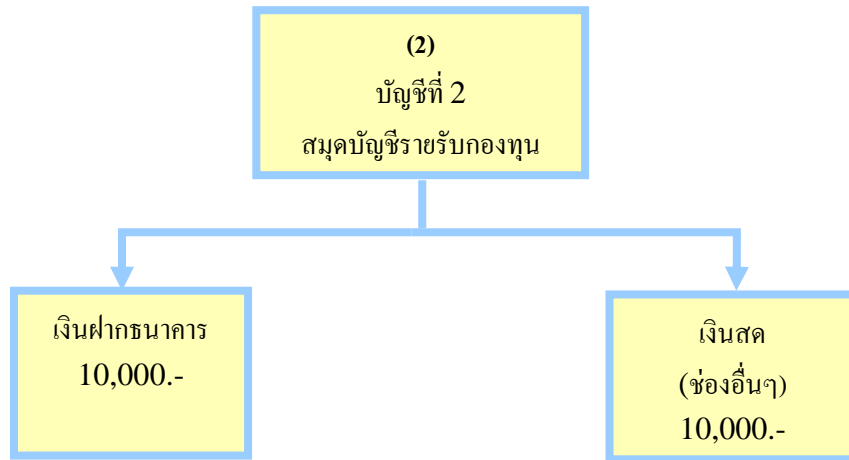 (2)
บัญชีที่ 2
สมุดบัญชีรายรับกองทุน
เงินฝากธนาคาร
10,000.-
เงินสด
(ช่องอื่นๆ)
10,000.-